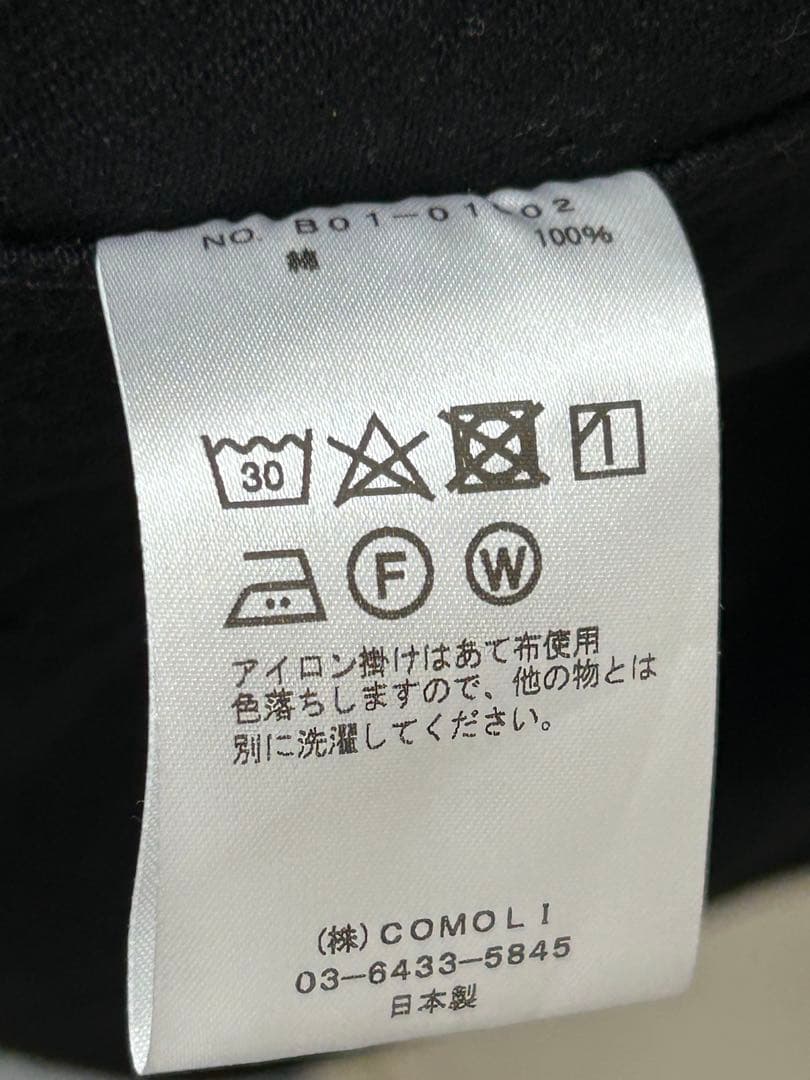 NO. B01-01-02
綿 100%
30
F W
アイロン掛けはあて布使用
色落ちしますので、他の物とは
別に洗濯してください。
(株)COMOLI
03-6433-5845
日本製